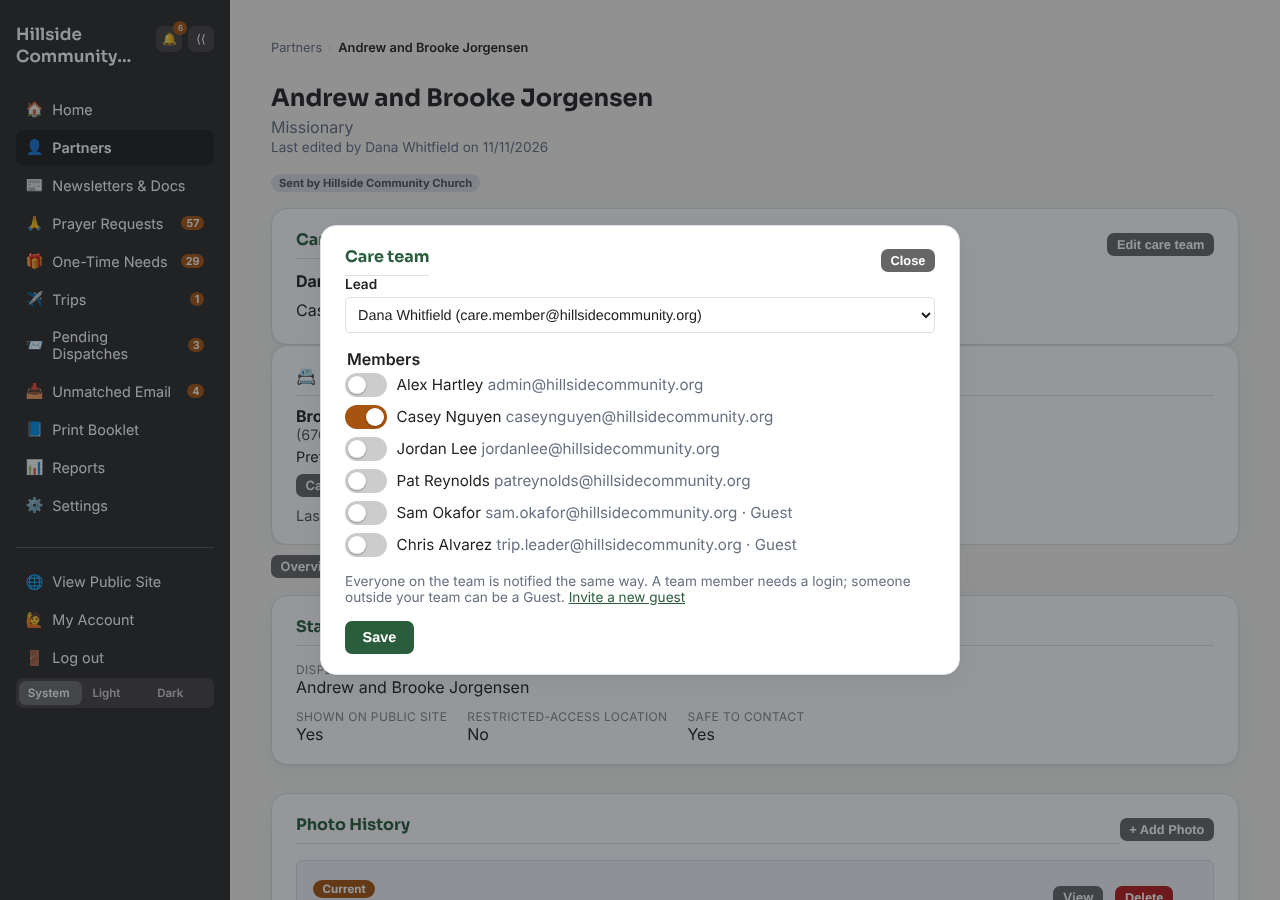 Hillside
Community...
6
⟨⟨
Home
Partners
Newsletters & Docs
Prayer Requests 57
One-Time Needs 29
Trips 1
Pending
Dispatches 3
Unmatched Email 4
Print Booklet
Reports
Settings
View Public Site
My Account
Log out
System Light Dark
Partners › Andrew and Brooke Jorgensen
Andrew and Brooke Jorgensen
Missionary
Last edited by Dana Whitfield on 11/11/2026
Sent by Hillside Community Church
Edit care team
Care team
Close
Lead
Dana Whitfield (care.member@hillsidecommunity.org)
Members
Alex Hartley admin@hillsidecommunity.org
Casey Nguyen caseynguyen@hillsidecommunity.org
Jordan Lee jordanlee@hillsidecommunity.org
Pat Reynolds patreynolds@hillsidecommunity.org
Sam Okafor sam.okafor@hillsidecommunity.org · Guest
Chris Alvarez trip.leader@hillsidecommunity.org · Guest
Everyone on the team is notified the same way. A team member needs a login; someone
outside your team can be a Guest. Invite a new guest
Save
Andrew and Brooke Jorgensen
SHOWN ON PUBLIC SITE RESTRICTED-ACCESS LOCATION SAFE TO CONTACT
Yes No Yes
Photo History
+ Add Photo
Current
View Delete